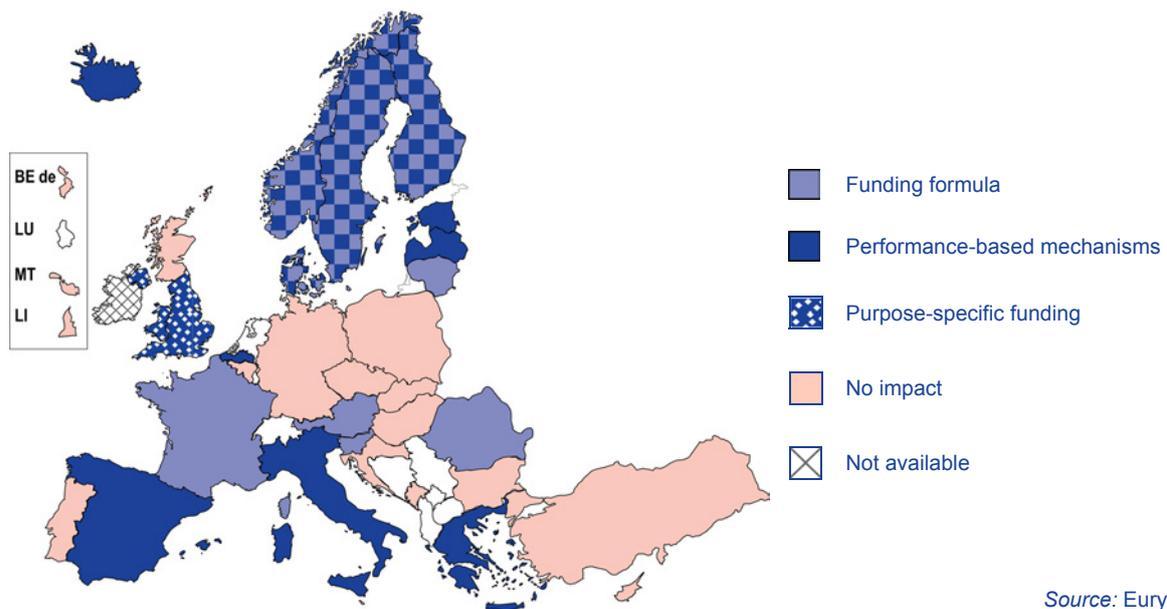 BE de
LU
MT
LI
Funding formula
Performance-based mechanisms
Purpose-specific funding
No impact
Not available
Source: Eury